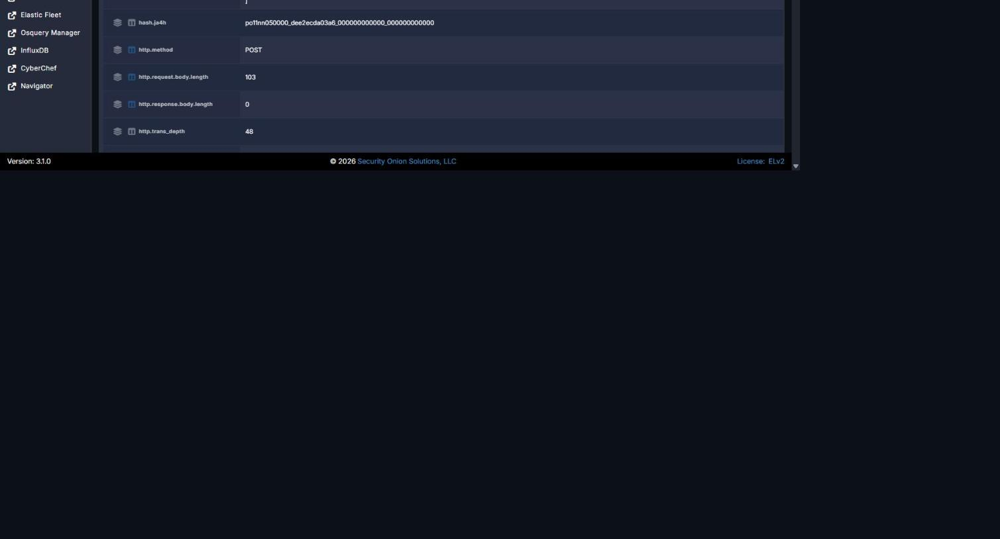 Elastic Fleet
]
hash.ja4h po11nn050000_dee2ecda03a6_000000000000_000000000000
Osquery Manager
http.method POST
InfluxDB
CyberChef
http.request.body.length 103
Navigator
http.response.body.length 0
http.trans_depth 48
Version: 3.1.0 © 2026 Security Onion Solutions, LLC License: ELv2